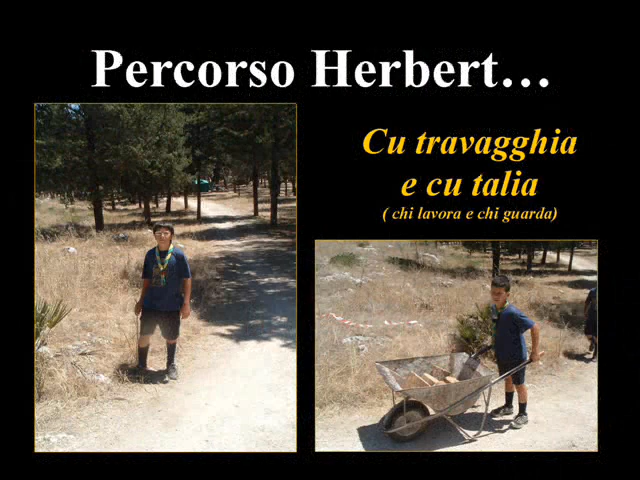 Percorso Herbert…
Cu travagghia
e cu talia
( chi lavora e chi guarda)